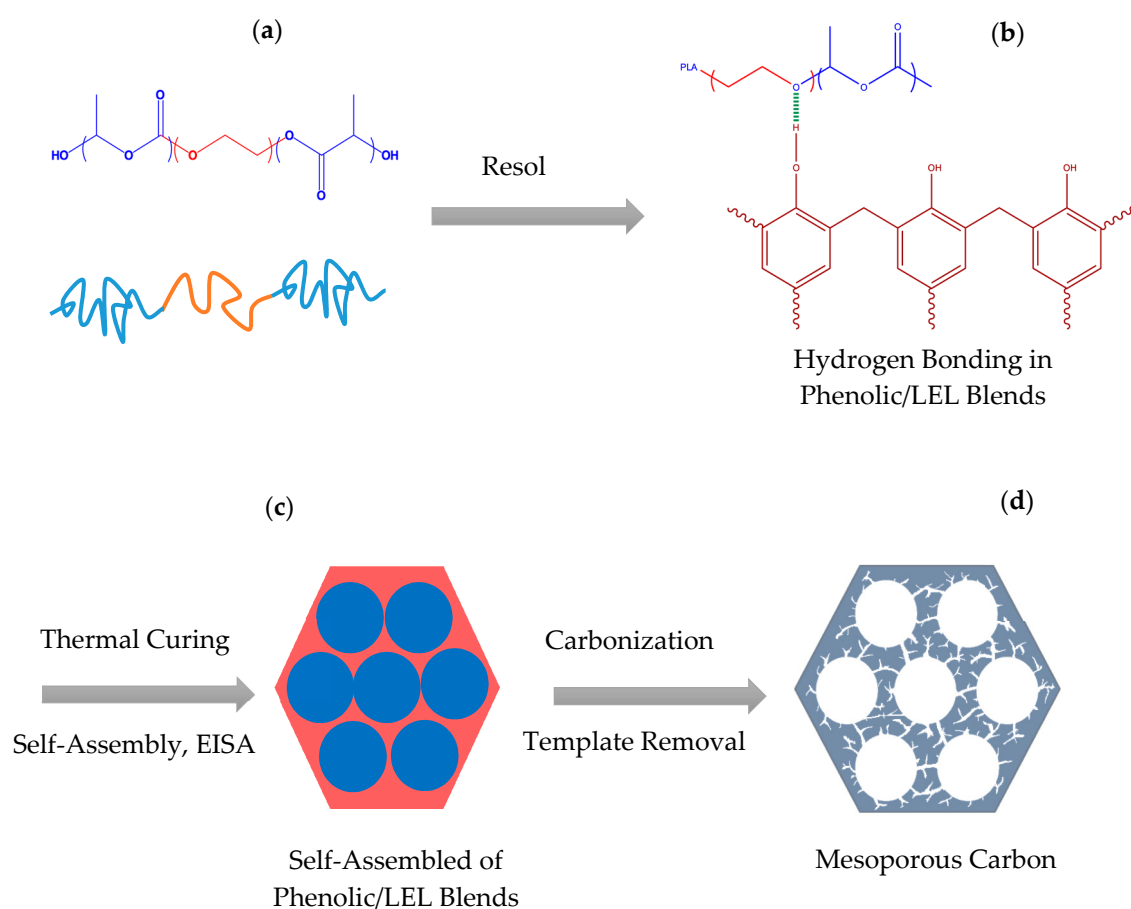 (a)
(b)
HO
O
O
O
O
O
OH
Resol
PLA
O
O
O
H
O
OH
OH
Hydrogen Bonding in
Phenolic/LEL Blends
(c)
(d)
Thermal Curing
Self-Assembly, EISA
Carbonization
Template Removal
Self-Assembled of
Phenolic/LEL Blends
Mesoporous Carbon